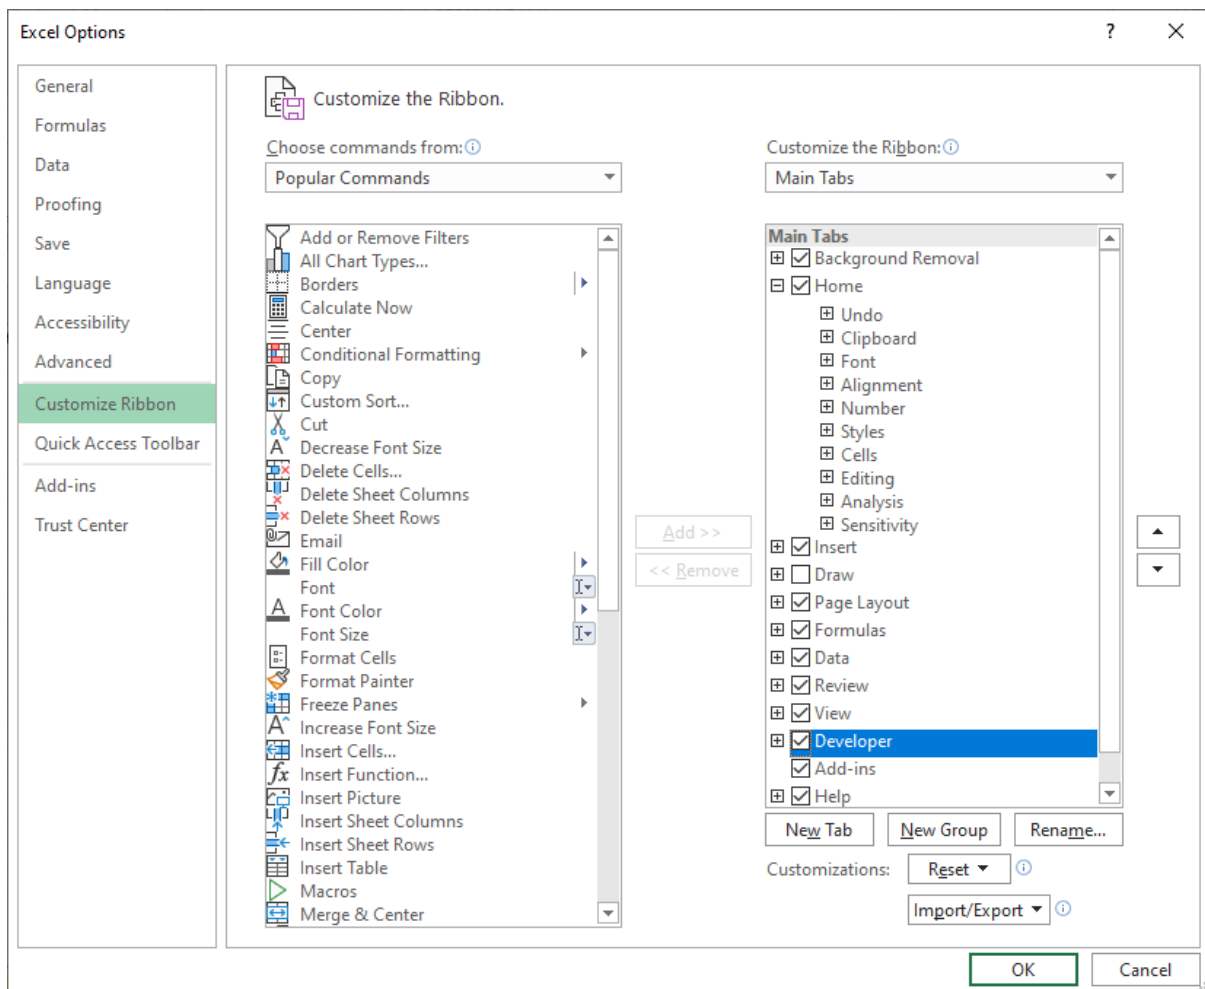 Excel Options
?
General
Formulas
Data
Proofing
Save
Language
Accessibility
Advanced
Customize Ribbon
Quick Access Toolbar
Add-ins
Trust Center
Customize the Ribbon.
Choose commands from:
Popular Commands
Add or Remove Filters
All Chart Types...
Borders
Calculate Now
Center
Conditional Formatting
Copy
Custom Sort...
Cut
Decrease Font Size
Delete Cells...
Delete Sheet Columns
Delete Sheet Rows
Email
Fill Color
Font
Font Color
Font Size
Format Cells
Format Painter
Freeze Panes
Increase Font Size
Insert Cells...
Insert Function...
Insert Picture
Insert Sheet Columns
Insert Sheet Rows
Insert Table
Macros
Merge & Center
Add >>
<< Remove
Customize the Ribbon:
Main Tabs
Main Tabs
Background Removal
Home
Undo
Clipboard
Font
Alignment
Number
Styles
Cells
Editing
Analysis
Sensitivity
Insert
Draw
Page Layout
Formulas
Data
Review
View
Developer
Add-ins
Help
New Tab
New Group
Rename...
Customizations:
Reset
Import/Export
OK
Cancel